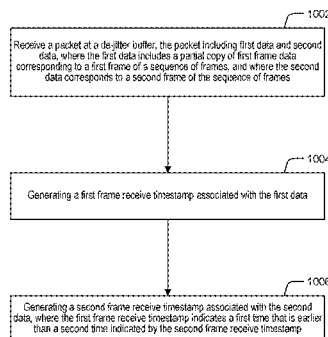 1002
Receive a packet at a de-jitter buffer, the packet including first data and second
data, where the first data includes a partial copy of first frame data
corresponding to a first frame of a sequence of frames, and where the second
data corresponds to a second frame of the sequence of frames
1004
Generating a first frame receive timestamp associated with the first data
1006
Generating a second frame receive timestamp associated with the second
data, where the first frame receive timestamp indicates a first time that is earlier
than a second time indicated by the second frame receive timestamp